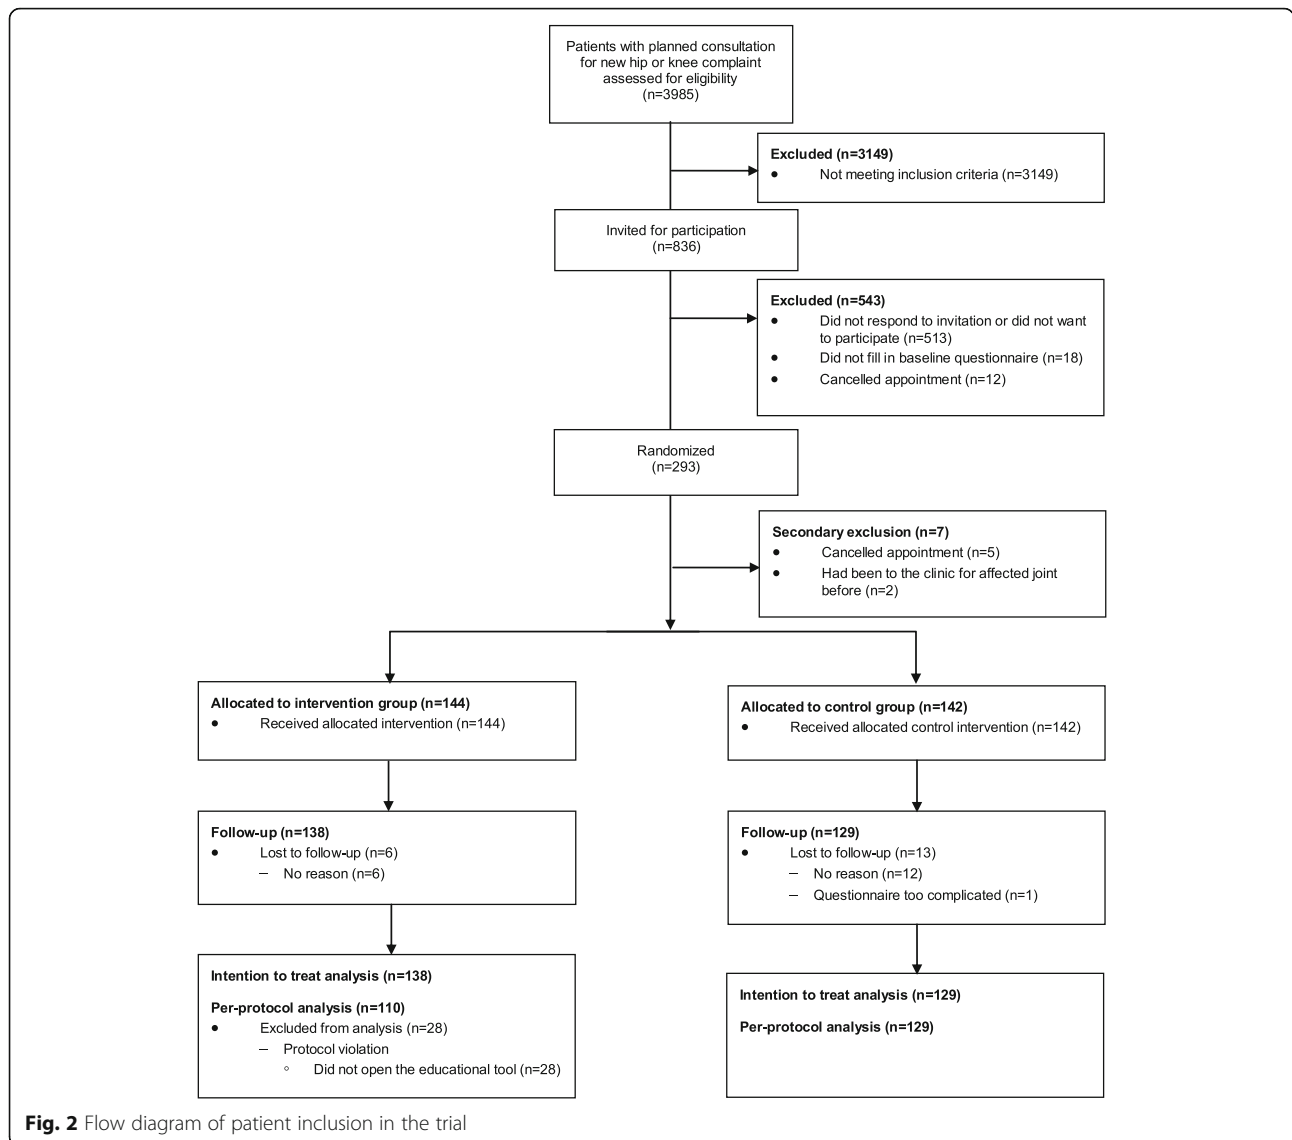 Patients with planned consultation
for new hip or knee complaint
assessed for eligibility
(n=3985)
Excluded (n=3149)
● Not meeting inclusion criteria (n=3149)
Invited for participation
(n=836)
Excluded (n=543)
● Did not respond to invitation or did not want
to participate (n=513)
● Did not fill in baseline questionnaire (n=18)
● Cancelled appointment (n=12)
Randomized
(n=293)
Secondary exclusion (n=7)
● Cancelled appointment (n=5)
● Had been to the clinic for affected joint
before (n=2)
Allocated to intervention group (n=144)
● Received allocated intervention (n=144)
Allocated to control group (n=142)
● Received allocated control intervention (n=142)
Follow-up (n=138)
● Lost to follow-up (n=6)
– No reason (n=6)
Follow-up (n=129)
● Lost to follow-up (n=13)
– No reason (n=12)
– Questionnaire too complicated (n=1)
Intention to treat analysis (n=138)
Per-protocol analysis (n=110)
● Excluded from analysis (n=28)
– Protocol violation
○ Did not open the educational tool (n=28)
Intention to treat analysis (n=129)
Per-protocol analysis (n=129)
Fig. 2 Flow diagram of patient inclusion in the trial